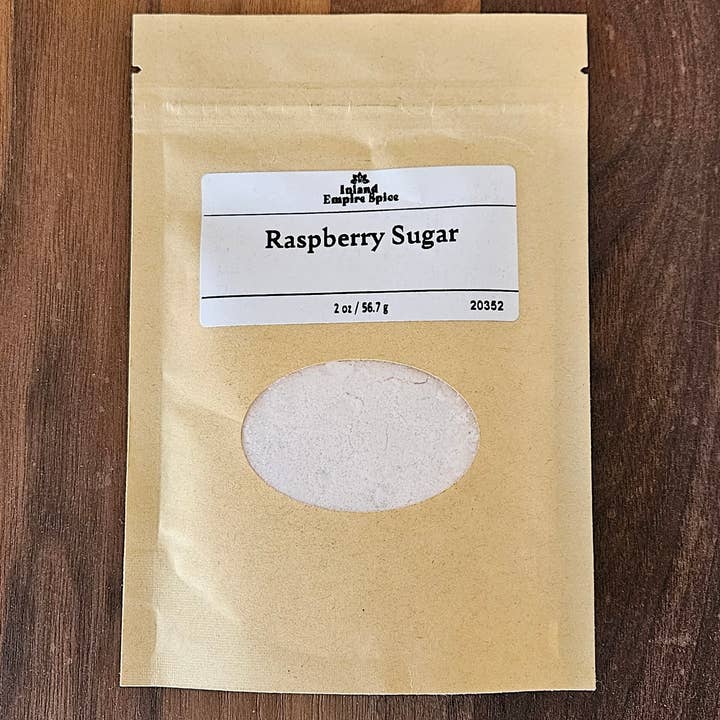 Inland
Empire Spice
Raspberry Sugar
2 oz / 56.7 g 20352